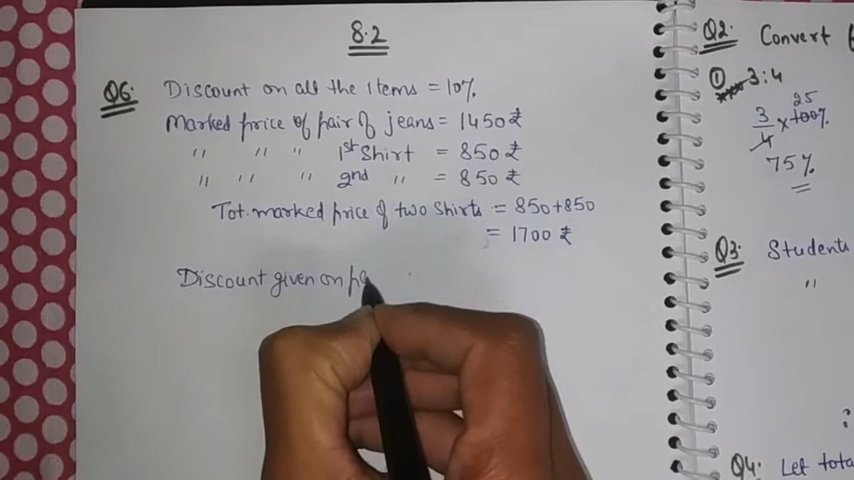 8.2
Q6. Discount on all the items = 10%.
Marked price of pair of jeans = 1450 ₹
" " " 1st Shirt = 850 ₹
" " " 2nd " = 850 ₹
Tot. marked price of two shirts = 850+850
= 1700 ₹
Discount given on pa
Q2. Convert
① 3:4
25
3/4 × 100%
75%
=
Q3. Students
"
?
Q4. Let tota